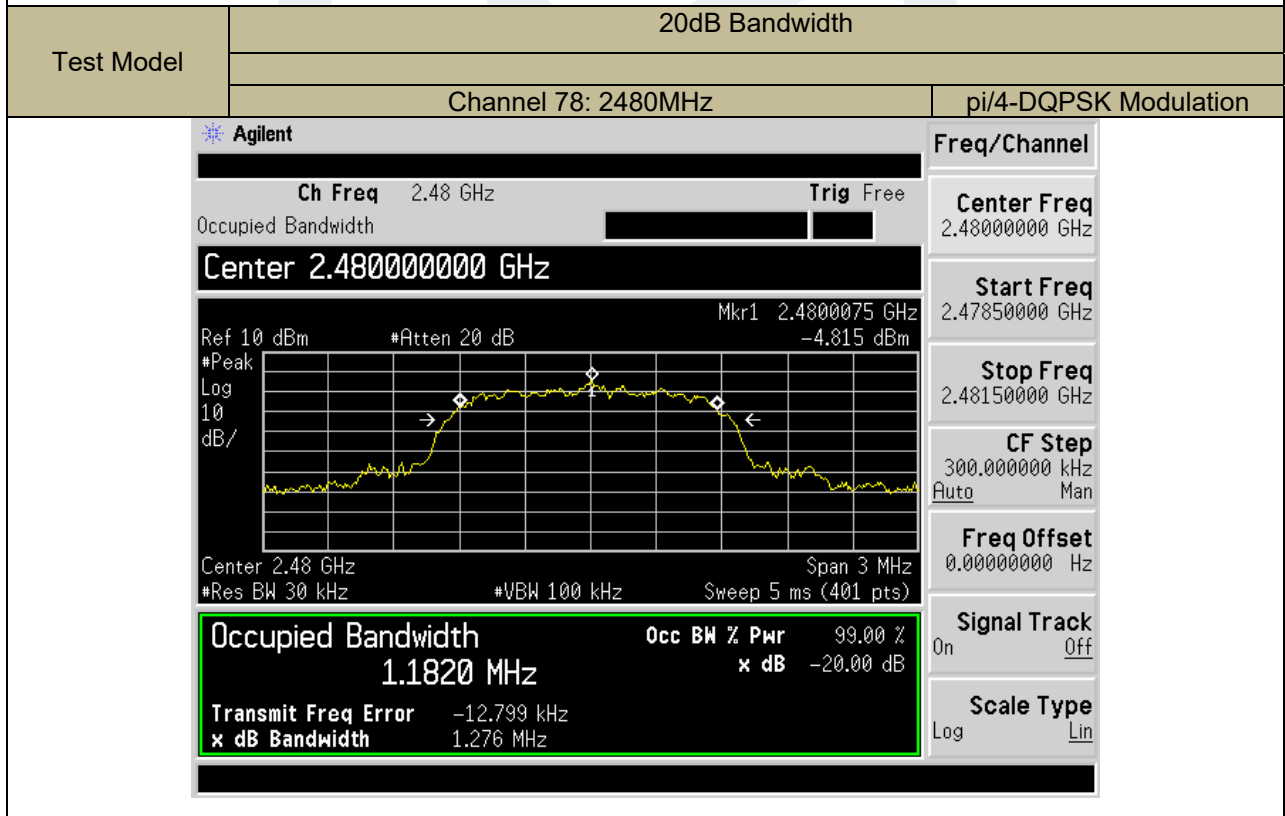 20dB Bandwidth
Test Model
Channel 78: 2480MHz pi/4-DQPSK Modulation
Agilent
Freq/Channel
Ch Freq 2.48 GHz Trig Free
Occupied Bandwidth
Center Freq
2.48000000 GHz
Center 2.480000000 GHz
Start Freq
2.47850000 GHz
Mkr1 2.4800075 GHz
Ref 10 dBm #Atten 20 dB -4.815 dBm
#Peak
Log
10
dB/
1
Stop Freq
2.48150000 GHz
CF Step
300.000000 kHz
Auto Man
Center 2.48 GHz Span 3 MHz
#Res BW 30 kHz #VBW 100 kHz Sweep 5 ms (401 pts)
Freq Offset
0.00000000 Hz
Occupied Bandwidth Occ BW % Pwr 99.00 %
1.1820 MHz x dB -20.00 dB
Signal Track
On Off
Transmit Freq Error -12.799 kHz
x dB Bandwidth 1.276 MHz
Scale Type
Log Lin